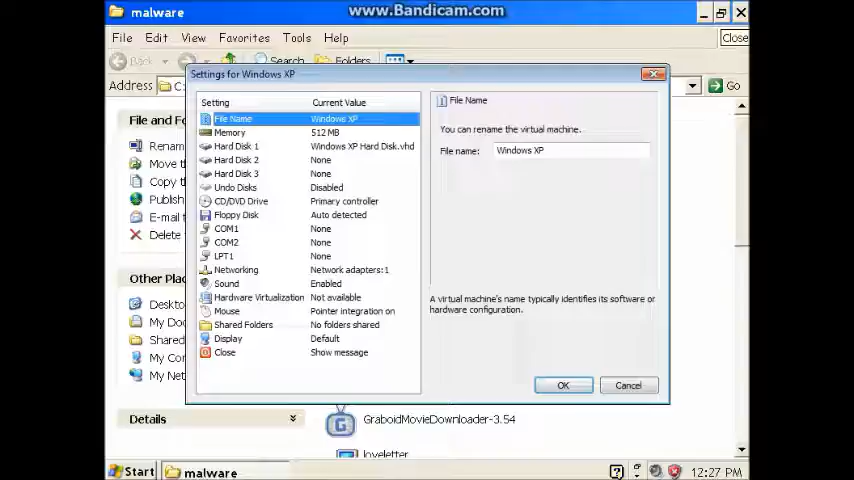 malware
www.Bandicam.com
File Edit View Favorites Tools Help
Close
Back Search Folders
Address C: Go
Settings for Windows XP
Setting Current Value
File Name Windows XP
Memory 512 MB
Hard Disk 1 Windows XP Hard Disk.vhd
Hard Disk 2 None
Hard Disk 3 None
Undo Disks Disabled
CD/DVD Drive Primary controller
Floppy Disk Auto detected
COM1 None
COM2 None
LPT1 None
Networking Network adapters:1
Sound Enabled
Hardware Virtualization Not available
Mouse Pointer integration on
Shared Folders No folders shared
Display Default
Close Show message
File Name
You can rename the virtual machine.
File name: Windows XP
A virtual machine's name typically identifies its software or
hardware configuration.
OK Cancel
File and Fo
Renam
Move th
Copy th
Publish
E-mail t
Delete
Other Plac
Deskto
My Doc
Shared
My Con
My Net
Details
GraboidMovieDownloader-3.54
loveletter
Start malware 12:27 PM